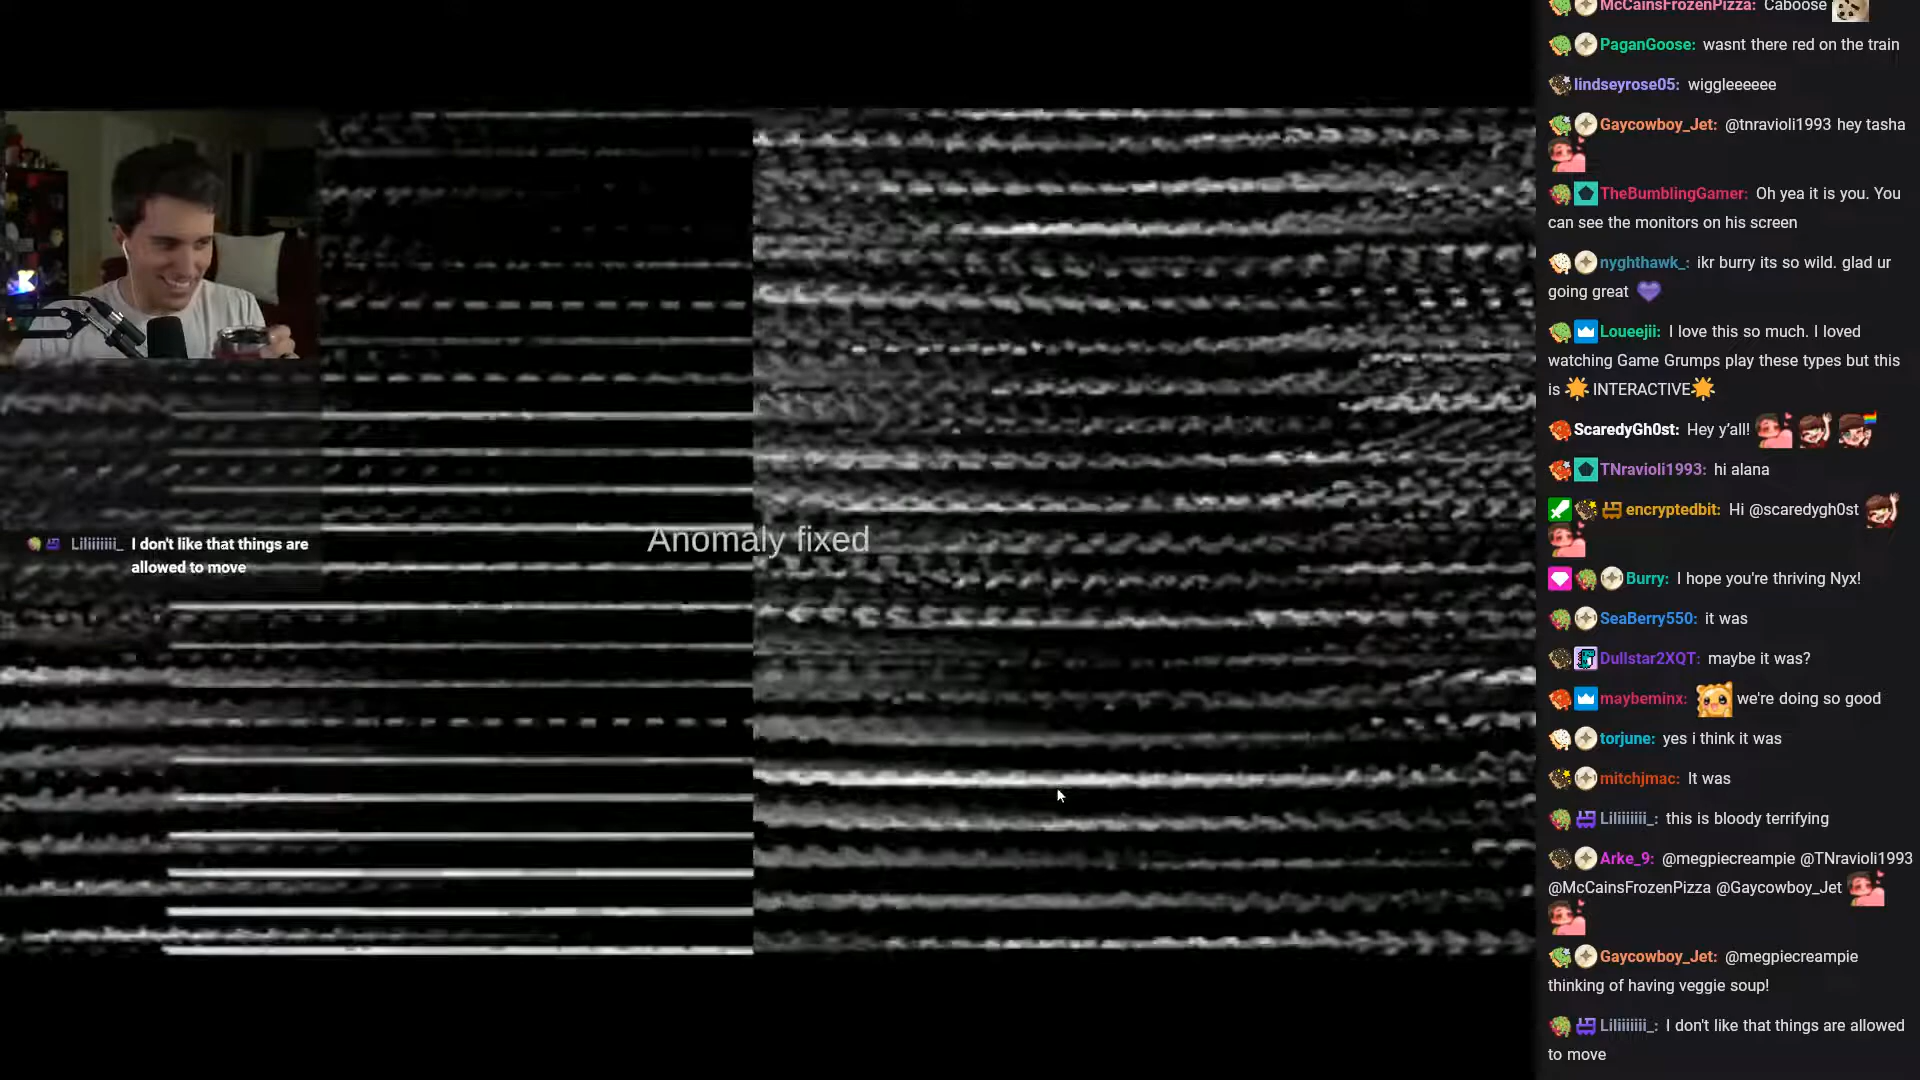 Liliiiiiii_ I don't like that things are
allowed to move
Anomaly fixed
McCainsFrozenPizza: Caboose
PaganGoose: wasnt there red on the train
lindseyrose05: wiggleeeeee
Gaycowboy_Jet: @tnravioli1993 hey tasha
TheBumblingGamer: Oh yea it is you. You
can see the monitors on his screen
nyghthawk_: ikr burry its so wild. glad ur
going great
Loueejii: I love this so much. I loved
watching Game Grumps play these types but this
is INTERACTIVE
ScaredyGh0st: Hey y'all!
TNravioli1993: hi alana
encryptedbit: Hi @scaredygh0st
Burry: I hope you're thriving Nyx!
SeaBerry550: it was
Dullstar2XQT: maybe it was?
maybeminx: we're doing so good
torjune: yes i think it was
mitchjmac: It was
Liliiiiiii_: this is bloody terrifying
Arke_9: @megpiecreampie @TNravioli1993
@McCainsFrozenPizza @Gaycowboy_Jet
Gaycowboy_Jet: @megpiecreampie
thinking of having veggie soup!
Liliiiiiii_: I don't like that things are allowed
to move